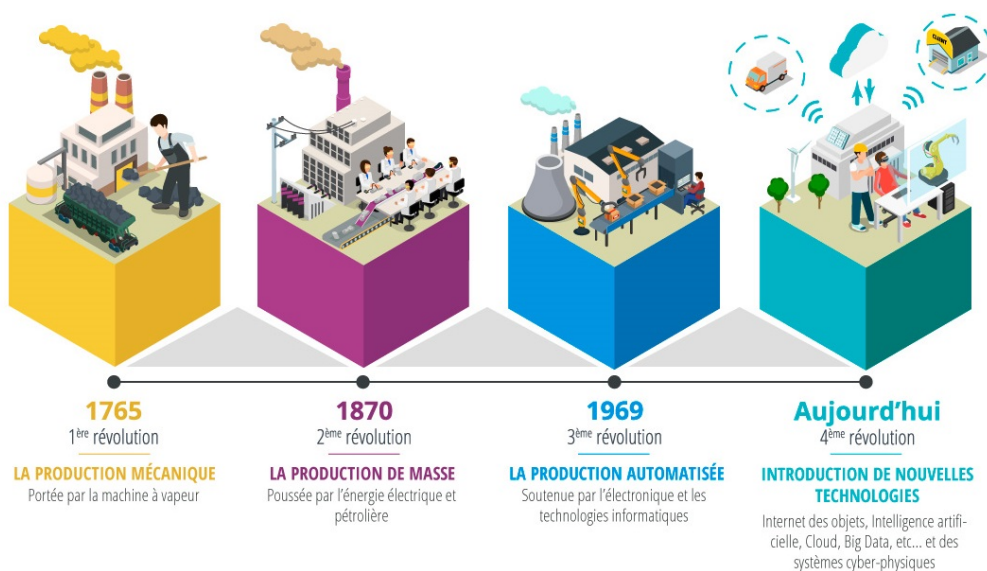 CLIENT
1765
1ère révolution
LA PRODUCTION MÉCANIQUE
Portée par la machine à vapeur
1870
2ème révolution
LA PRODUCTION DE MASSE
Poussée par l'énergie électrique et
pétrolière
1969
3ème révolution
LA PRODUCTION AUTOMATISÉE
Soutenue par l'électronique et les
technologies informatiques
Aujourd'hui
4ème révolution
INTRODUCTION DE NOUVELLES
TECHNOLOGIES
Internet des objets, Intelligence artifi-
cielle, Cloud, Big Data, etc... et des
systèmes cyber-physiques